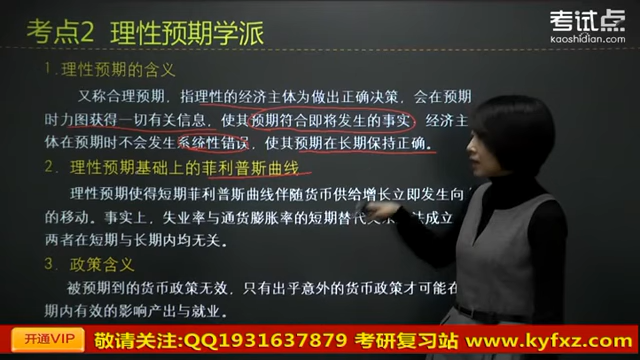 考试点
kaoshidian.com
考点2 理性预期学派
1.理性预期的含义
又称合理预期，指理性的经济主体为做出正确决策，会在预期
时力图获得一切有关信息，使其预期符合即将发生的事实，经济主
体在预期时不会发生系统性错误，使其预期在长期保持正确。
2．理性预期基础上的菲利普斯曲线
理性预期使得短期菲利普斯曲线伴随货币供给增长立即发生向
的移动。事实上，失业率与通货膨胀率的短期替代 法成立
两者在短期与长期内均无关。
3．政策含义
被预期到的货币政策无效，只有出乎意外的货币政策才可能在
期内有效的影响产出与就业。
开通VIP 敬请关注:QQ1931637879 考研复习站 www.kyfxz.com